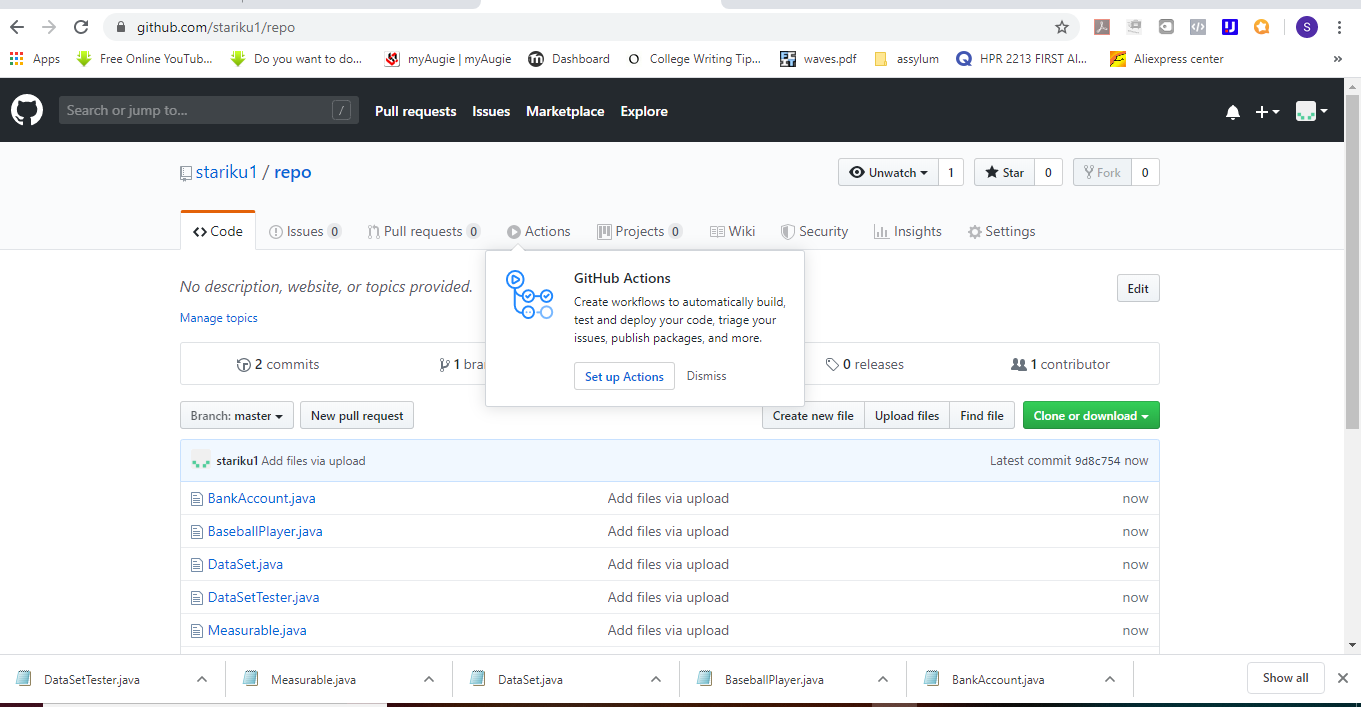 github.com/stariku1/repo
S
Apps
Free Online YouTub...
Do you want to do...
myAugie | myAugie
Dashboard
College Writing Tip...
waves.pdf
assylum
HPR 2213 FIRST Al...
Aliexpress center
»
Search or jump to...
/
Pull requests
Issues
Marketplace
Explore
stariku1 / repo
Unwatch
1
Star
0
Fork
0
Code
Issues 0
Pull requests 0
Actions
Projects 0
Wiki
Security
Insights
Settings
No description, website, or topics provided.
Edit
Manage topics
GitHub Actions
Create workflows to automatically build,
test and deploy your code, triage your
issues, publish packages, and more.
Set up Actions
Dismiss
2 commits
1 bra
0 releases
1 contributor
Branch: master
New pull request
Create new file
Upload files
Find file
Clone or download
stariku1 Add files via upload
Latest commit 9d8c754 now
BankAccount.java
Add files via upload
now
BaseballPlayer.java
Add files via upload
now
DataSet.java
Add files via upload
now
DataSetTester.java
Add files via upload
now
Measurable.java
Add files via upload
now
DataSetTester.java
Measurable.java
DataSet.java
BaseballPlayer.java
BankAccount.java
Show all